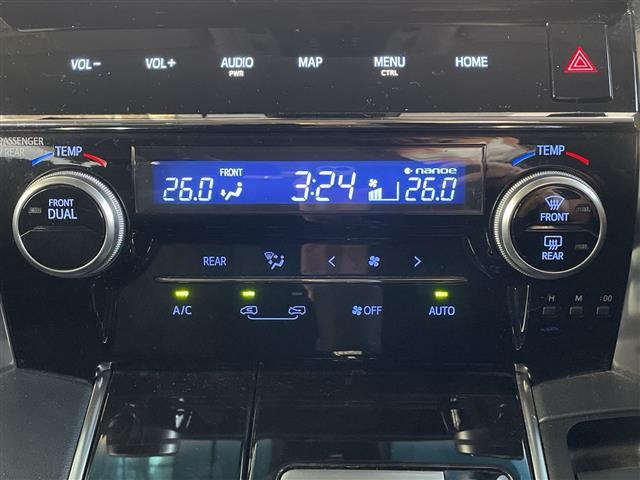 VOL- VOL+ AUDIO MAP MENU HOME
PWR CTRL
PASSENGER
REAR TEMP TEMP
FRONT nanoe
26.0 3:24 26.0
FRONT
DUAL
FRONT
REAR
REAR < >
A/C OFF AUTO
H M :00